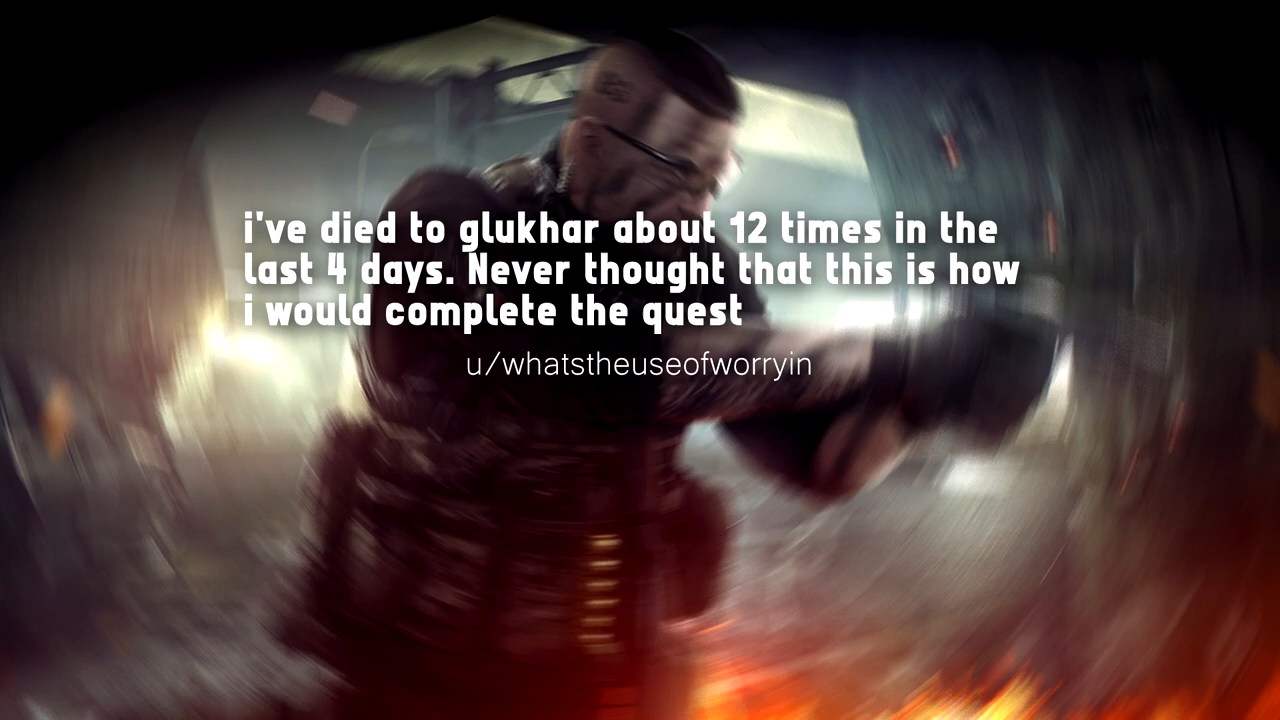 i've died to glukhar about 12 times in the
last 4 days. Never thought that this is how
i would complete the quest
u/whatstheuseofworryin